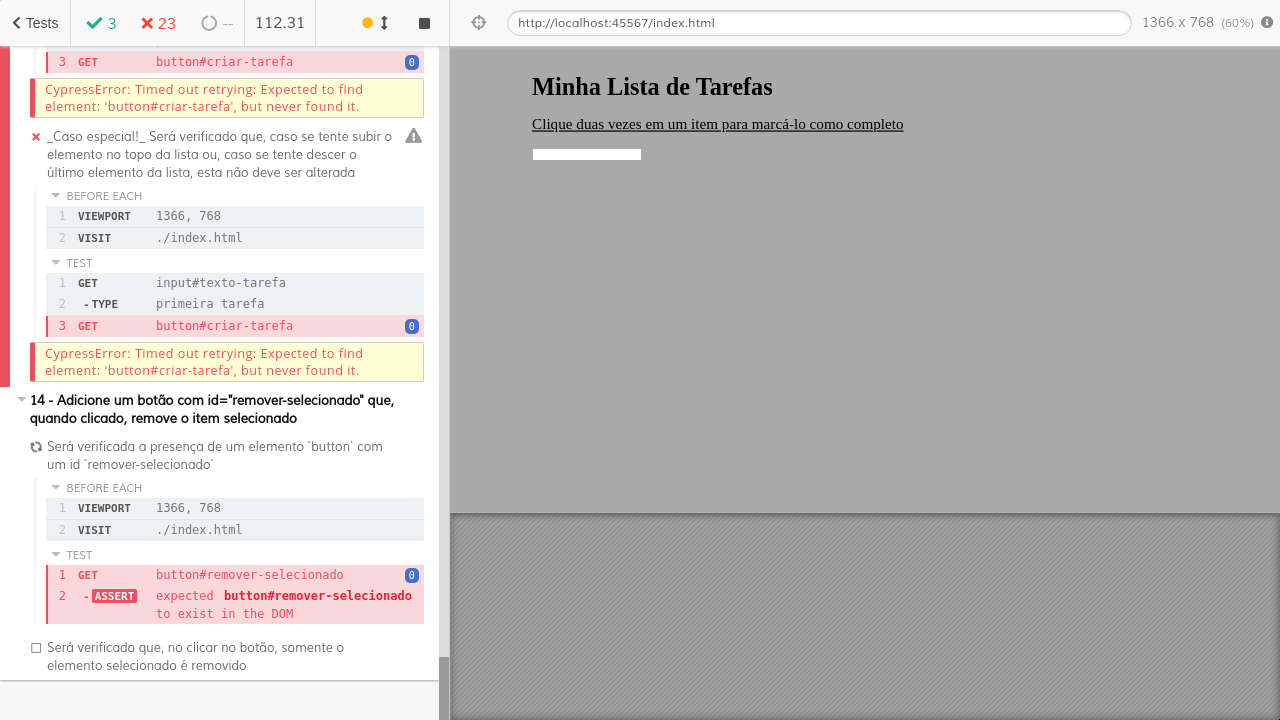 Tests 3 23 -- 112.31
http://localhost:45567/index.html 1366 x 768 (60%)
3 GET button#criar-tarefa 0
CypressError: Timed out retrying: Expected to find
element: 'button#criar-tarefa', but never found it.
_Caso especial!_ Será verificado que, caso se tente subir o
elemento no topo da lista ou, caso se tente descer o
último elemento da lista, esta não deve ser alterada
BEFORE EACH
1 VIEWPORT 1366, 768
2 VISIT ./index.html
TEST
1 GET input#texto-tarefa
2 -TYPE primeira tarefa
3 GET button#criar-tarefa 0
CypressError: Timed out retrying: Expected to find
element: 'button#criar-tarefa', but never found it.
14 - Adicione um botão com id="remover-selecionado" que,
quando clicado, remove o item selecionado
Será verificada a presença de um elemento `button` com
um id `remover-selecionado`
BEFORE EACH
1 VIEWPORT 1366, 768
2 VISIT ./index.html
TEST
1 GET button#remover-selecionado 0
2 -ASSERT expected button#remover-selecionado
to exist in the DOM
Será verificado que, no clicar no botão, somente o
elemento selecionado é removido
Minha Lista de Tarefas
Clique duas vezes em um item para marcá-lo como completo